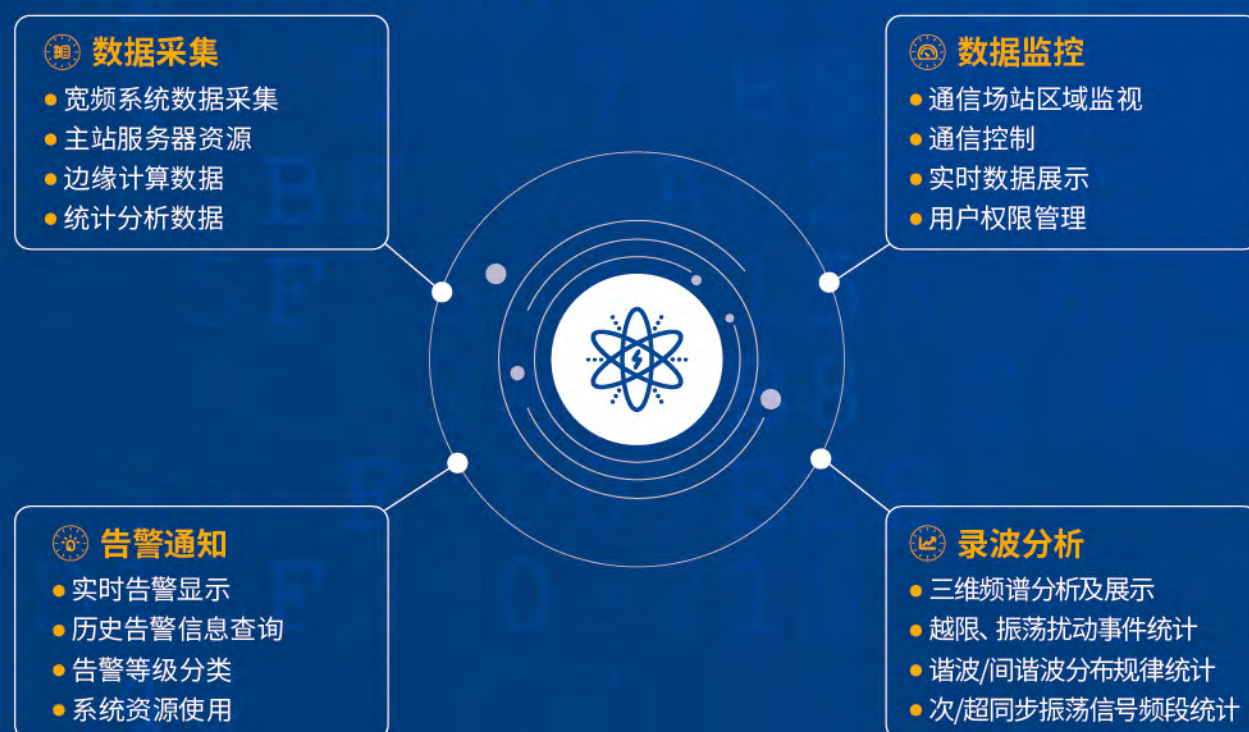 数据采集
宽频系统数据采集
主站服务器资源
边缘计算数据
统计分析数据
数据监控
通信场站区域监视
通信控制
实时数据展示
用户权限管理
告警通知
实时告警显示
历史告警信息查询
告警等级分类
系统资源使用
录波分析
三维频谱分析及展示
越限、振荡扰动事件统计
谐波/间谐波分布规律统计
次/超同步振荡信号频段统计